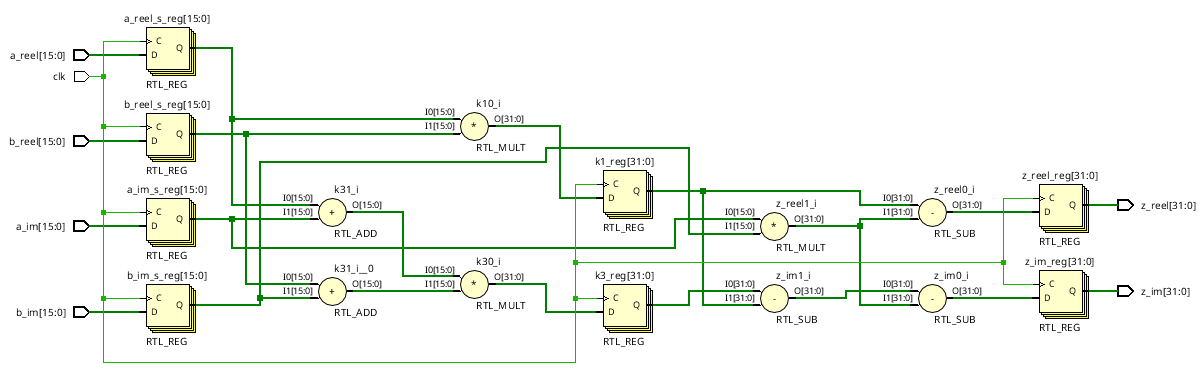 a_reel_s_reg[15:0]
a_reel[15:0]
C
D
Q
clk
RTL_REG
b_reel_s_reg[15:0]
b_reel[15:0]
C
D
Q
RTL_REG
a_im_s_reg[15:0]
a_im[15:0]
C
D
Q
RTL_REG
b_im_s_reg[15:0]
b_im[15:0]
C
D
Q
RTL_REG
k31_i
I0[15:0]
I1[15:0]
+
O[15:0]
RTL_ADD
k31_i__0
I0[15:0]
I1[15:0]
+
O[15:0]
RTL_ADD
k10_i
I0[15:0]
I1[15:0]
*
O[31:0]
RTL_MULT
k30_i
I0[15:0]
I1[15:0]
*
O[31:0]
RTL_MULT
k1_reg[31:0]
C
D
Q
RTL_REG
k3_reg[31:0]
C
D
Q
RTL_REG
z_reel1_i
I0[15:0]
I1[15:0]
*
O[31:0]
RTL_MULT
z_im1_i
I0[31:0]
I1[31:0]
-
O[31:0]
RTL_SUB
z_reel0_i
I0[31:0]
I1[31:0]
-
O[31:0]
RTL_SUB
z_im0_i
I0[31:0]
I1[31:0]
-
O[31:0]
RTL_SUB
z_reel_reg[31:0]
C
D
Q
z_reel[31:0]
RTL_REG
z_im_reg[31:0]
C
D
Q
z_im[31:0]
RTL_REG